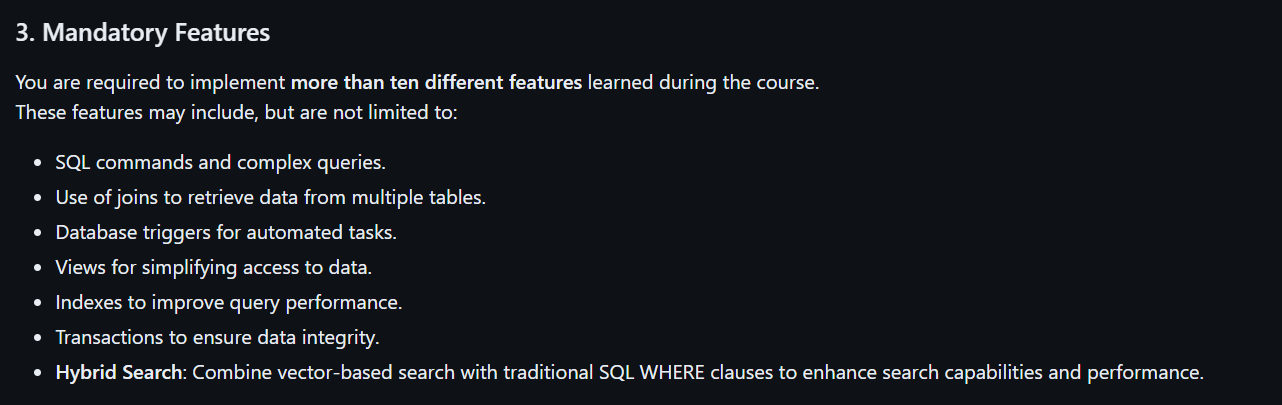 3. Mandatory Features
You are required to implement more than ten different features learned during the course.
These features may include, but are not limited to:
• SQL commands and complex queries.
• Use of joins to retrieve data from multiple tables.
• Database triggers for automated tasks.
• Views for simplifying access to data.
• Indexes to improve query performance.
• Transactions to ensure data integrity.
• Hybrid Search: Combine vector-based search with traditional SQL WHERE clauses to enhance search capabilities and performance.